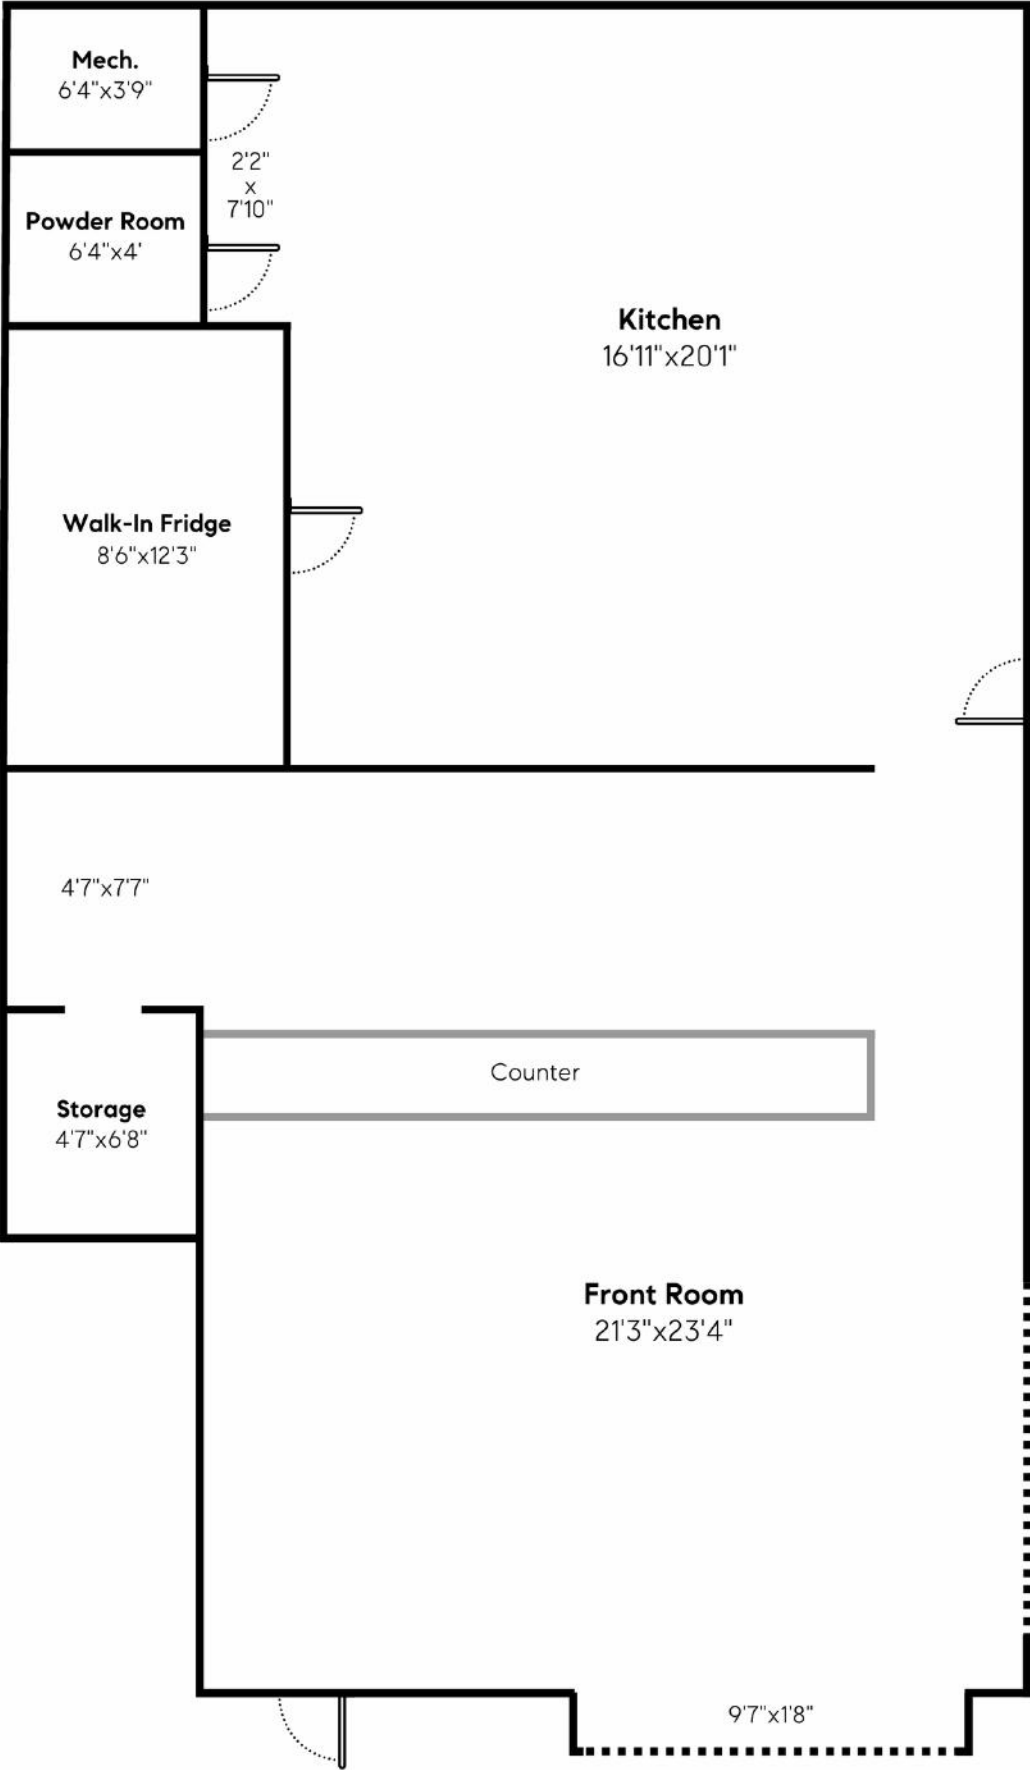 Mech.
6'4"x3'9"
2'2"
x
7'10"
Powder Room
6'4"x4'
Kitchen
16'11"x20'1"
Walk-In Fridge
8'6"x12'3"
4'7"x7'7"
Counter
Storage
4'7"x6'8"
Front Room
21'3"x23'4"
9'7"x1'8"